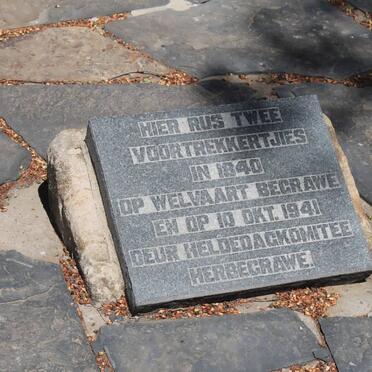 HIER RUS TWEE
VOORTREKKERTJIES
IN 1840
OP WELVAART BEGRAWE
EN OP 10 OKT. 1941
DEUR HELDEDAGKOMITEE
HERBEGRAWE.